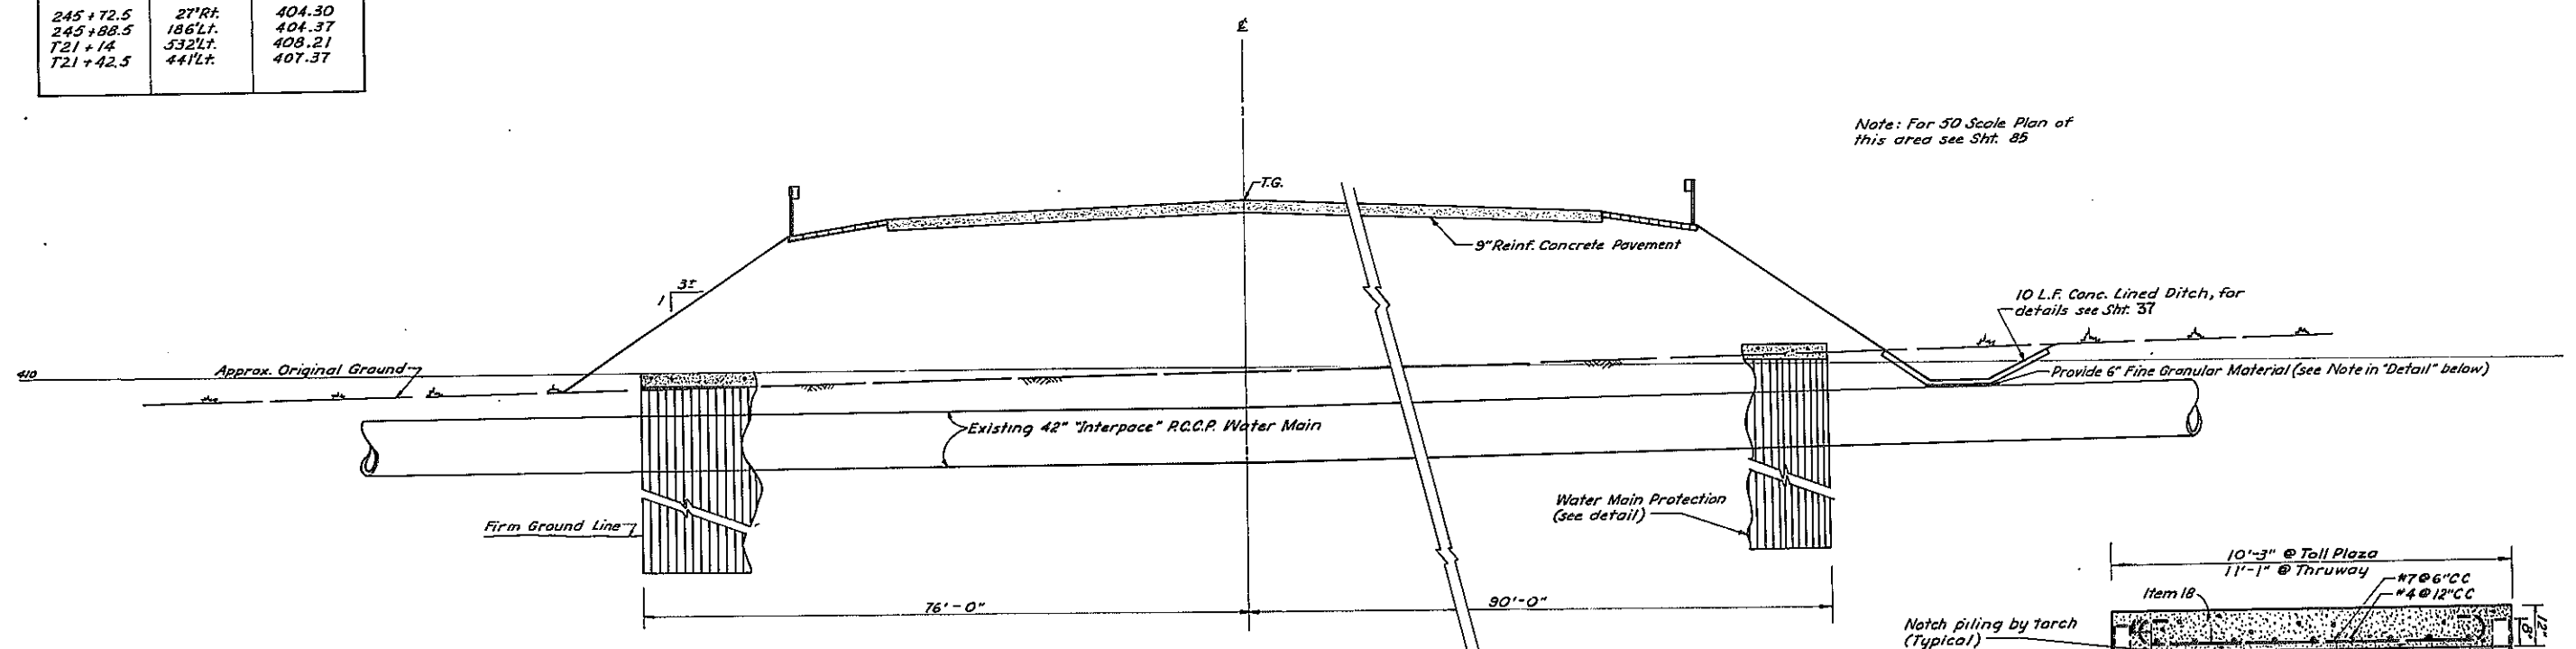 245 + 72.5 27'Rt. 404.30
245 + 88.5 186'Lt. 404.37
T21 + 14 532'Lt. 408.21
T21 + 42.5 441'Lt. 407.37
℄
Note: For 50 Scale Plan of
this area see Sht. 85
T.G.
9" Reinf. Concrete Pavement
3±
1
10 L.F. Conc. Lined Ditch, for
details see Sht. 37
410
Approx. Original Ground
Provide 6" Fine Granular Material (see Note in "Detail" below)
Existing 42" "Interpace" P.C.C.P. Water Main
Water Main Protection
(see detail)
Firm Ground Line
76'-0"
90'-0"
10'-3" @ Toll Plaza
11'-1" @ Thruway
#7@6"CC
Item 18
#4@12"CC
Notch piling by torch
(Typical)
8"
12"